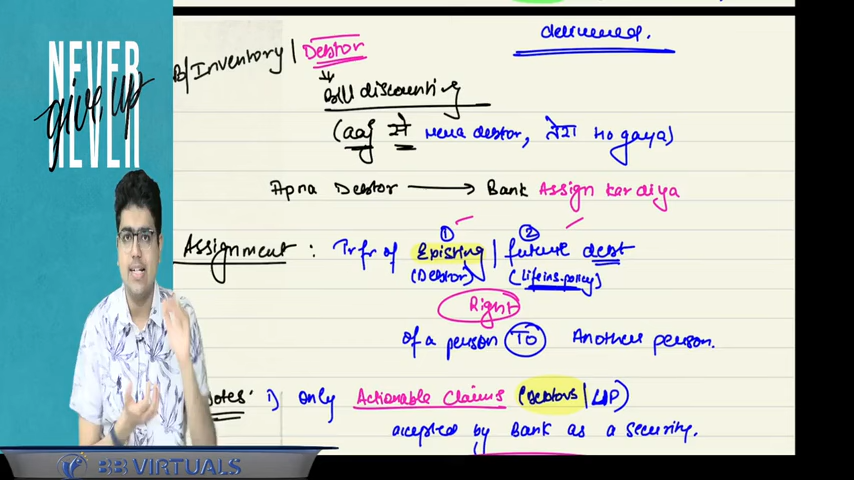 NEVER
give up
NEVER
delivered.
Inventory | Debtor
Bill discounting
(aaj से mera debtor, तेरा Ho gaya)
Apna Debtor → Bank Assign kar diya
① ②
Assignment : Trfr of Existing | future debt
(Debtor) (Life ins. policy)
Right
of a person To Another person.
Notes: i) Only Actionable Claims (Debtors | LIP)
accepted by Bank as a security.
BB VIRTUALS